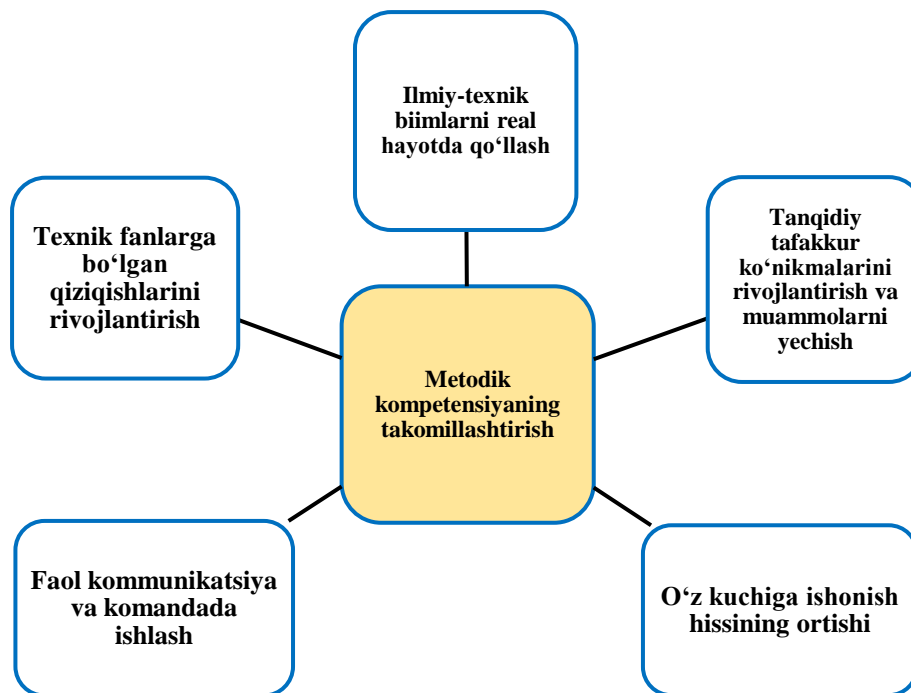 Ilmiy-texnik
biimlarni real
hayotda qo‘llash
Texnik fanlarga
bo‘lgan
qiziqishlarini
rivojlantirish
Tanqidiy
tafakkur
ko‘nikmalarini
rivojlantirish va
muammolarni
yechish
Metodik
kompetensiyaning
takomillashtirish
Faol kommunikatsiya
va komandada
ishlash
O‘z kuchiga ishonish
hissining ortishi